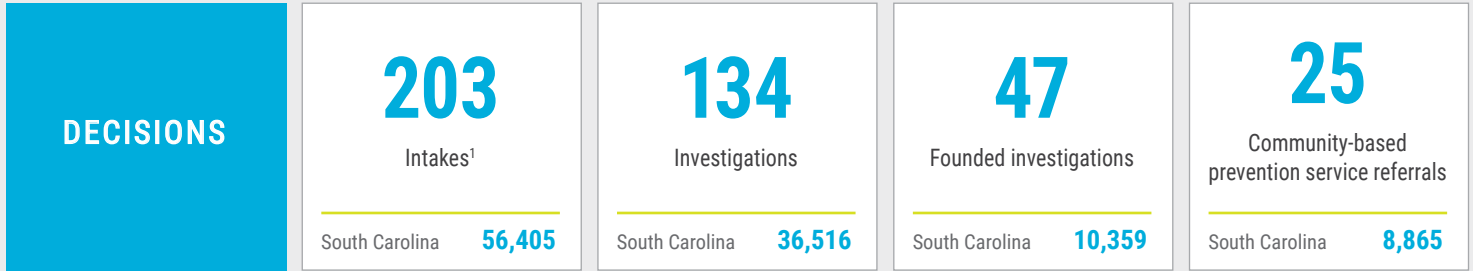 DECISIONS
203
Intakes¹
South Carolina 56,405
134
Investigations
South Carolina 36,516
47
Founded investigations
South Carolina 10,359
25
Community-based
prevention service referrals
South Carolina 8,865